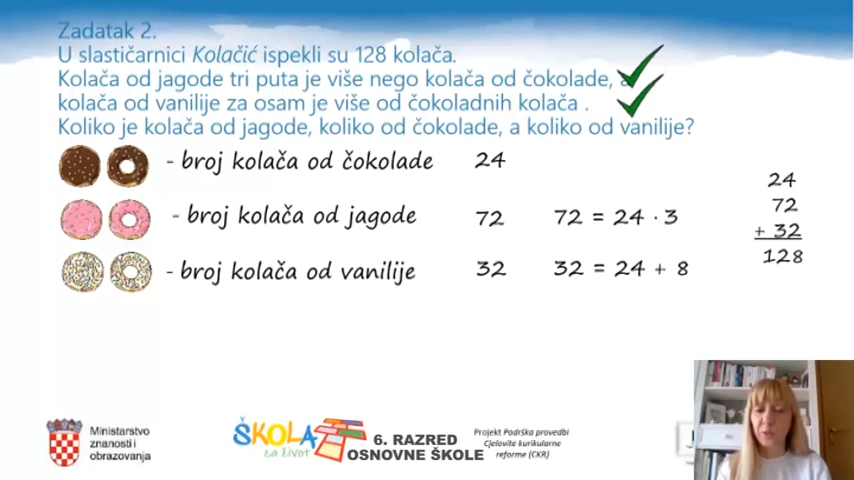 Zadatak 2.
U slastičarnici Kolačić ispekli su 128 kolača.
Kolača od jagode tri puta je više nego kolača od čokolade, a
kolača od vanilije za osam je više od čokoladnih kolača .
Koliko je kolača od jagode, koliko od čokolade, a koliko od vanilije?
- broj kolača od čokolade 24
- broj kolača od jagode 72 72 = 24 · 3
- broj kolača od vanilije 32 32 = 24 + 8
24
72
+ 32
128
Ministarstvo
znanosti i
obrazovanja
ŠKOLA
za život
6. RAZRED
OSNOVNE ŠKOLE
Projekt Podrška provedbi
Cjelovite kurikularne
reforme (CKR)